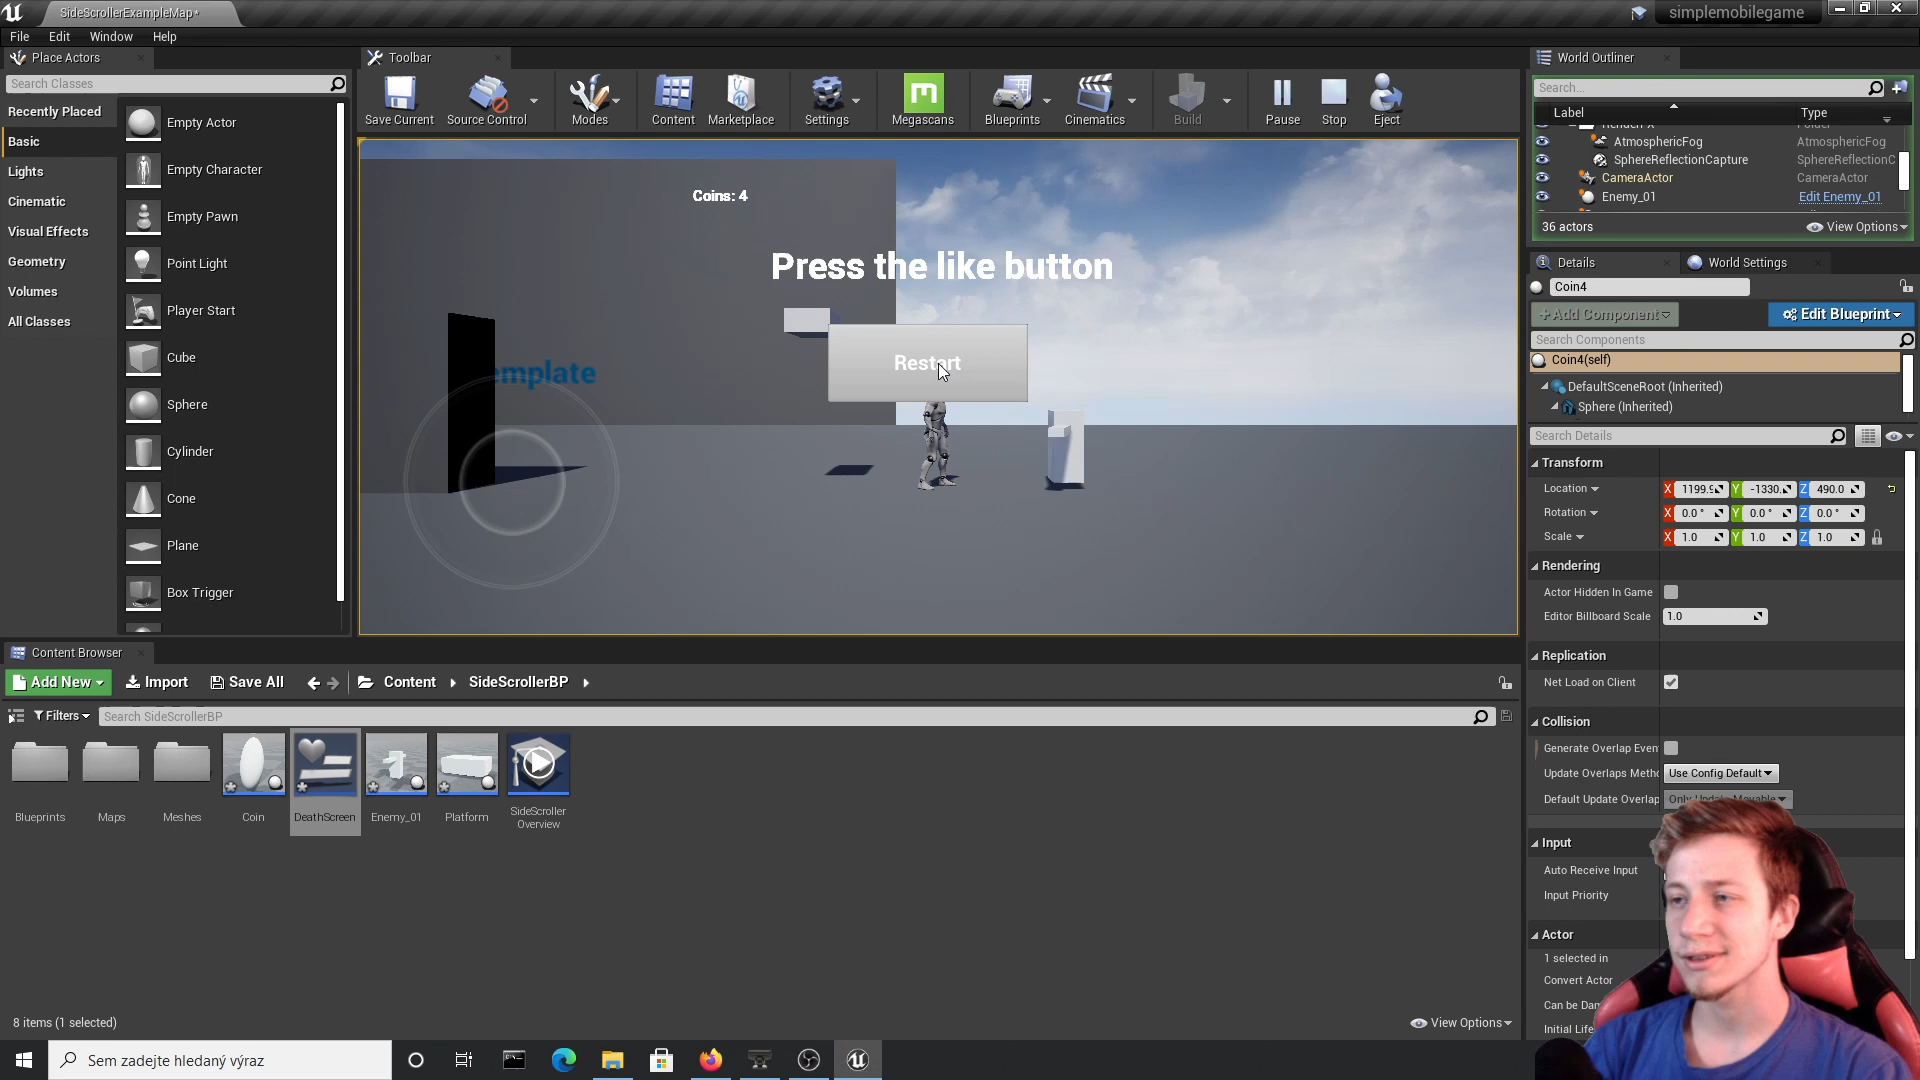 SideScrollerExampleMap*
simplemobilegame
File Edit Window Help
Place Actors
Search Classes
Recently Placed
Basic
Lights
Cinematic
Visual Effects
Geometry
Volumes
All Classes
Empty Actor
Empty Character
Empty Pawn
Point Light
Player Start
Cube
Sphere
Cylinder
Cone
Plane
Box Trigger
Toolbar
Save Current Source Control Modes Content Marketplace Settings Megascans Blueprints Cinematics Build Pause Stop Eject
Coins: 4
Press the like button
Restart
emplate
World Outliner
Search...
Label Type
AtmosphericFog AtmosphericFog
SphereReflectionCapture SphereReflectionC
CameraActor CameraActor
Enemy_01 Edit Enemy_01
36 actors View Options
Details World Settings
Coin4
+Add Component Edit Blueprint
Search Components
Coin4(self)
DefaultSceneRoot (Inherited)
Sphere (Inherited)
Search Details
Transform
Location X 1199.9 Y -1330. Z 490.0
Rotation X 0.0 ° Y 0.0 ° Z 0.0 °
Scale X 1.0 Y 1.0 Z 1.0
Rendering
Actor Hidden In Game
Editor Billboard Scale 1.0
Replication
Net Load on Client
Collision
Generate Overlap Even
Update Overlaps Metho Use Config Default
Default Update Overlap Only Update Movable
Input
Auto Receive Input
Input Priority
Actor
1 selected in
Convert Actor
Can be Dam
Initial Life
Content Browser
Add New Import Save All Content SideScrollerBP
Filters Search SideScrollerBP
Blueprints Maps Meshes Coin DeathScreen Enemy_01 Platform SideScroller
Overview
8 items (1 selected) View Options
Sem zadejte hledaný výraz